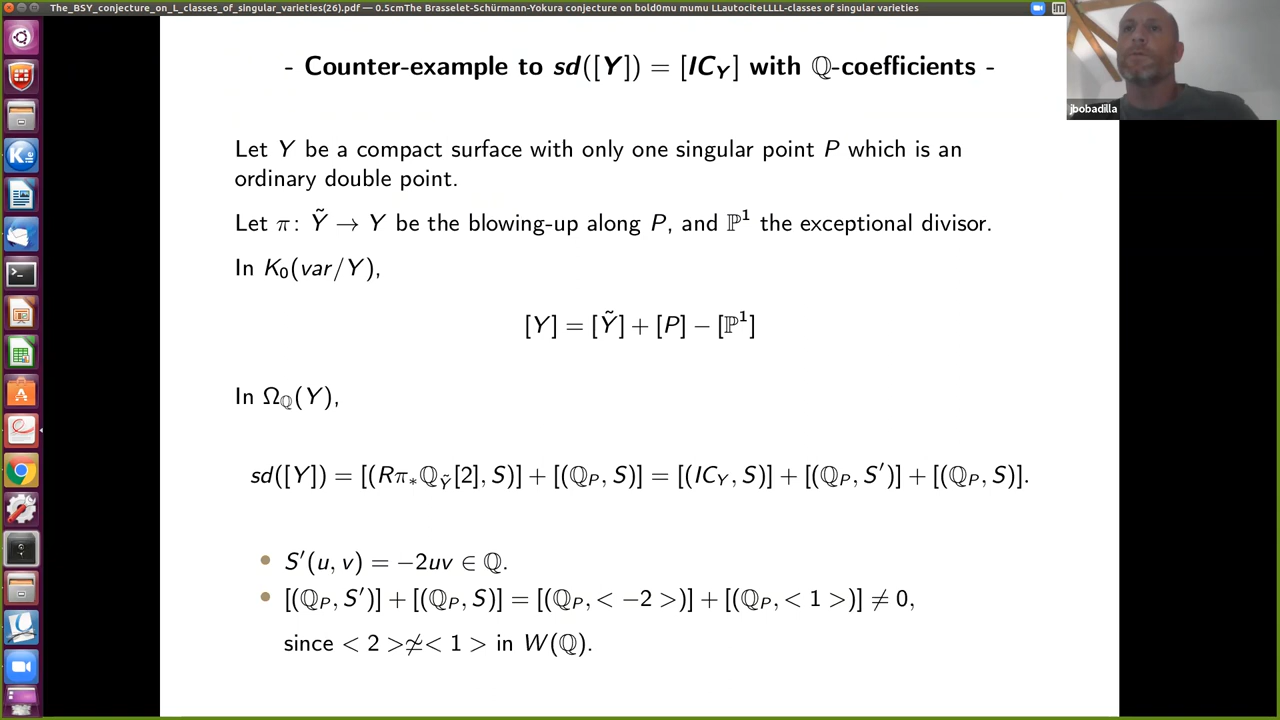 The_BSY_conjecture_on_L_classes_of_singular_varieties(26).pdf — 0.5cmThe Brasselet-Schürmann-Yokura conjecture on bold0mu mumu LLautociteLLLL-classes of singular varieties
jbobadilla
- Counter-example to sd([Y]) = [IC_Y] with ℚ-coefficients -
Let Y be a compact surface with only one singular point P which is an
ordinary double point.
Let π: Ỹ → Y be the blowing-up along P, and ℙ¹ the exceptional divisor.
In K₀(var/Y),
[Y] = [Ỹ] + [P] − [ℙ¹]
In Ω_ℚ(Y),
sd([Y]) = [(Rπ_*ℚ_Ỹ[2], S)] + [(ℚ_P, S)] = [(IC_Y, S)] + [(ℚ_P, S′)] + [(ℚ_P, S)].
S′(u, v) = −2uv ∈ ℚ.
[(ℚ_P, S′)] + [(ℚ_P, S)] = [(ℚ_P, < −2 >)] + [(ℚ_P, < 1 >)] ≠ 0,
since < 2 >≄< 1 > in W(ℚ).